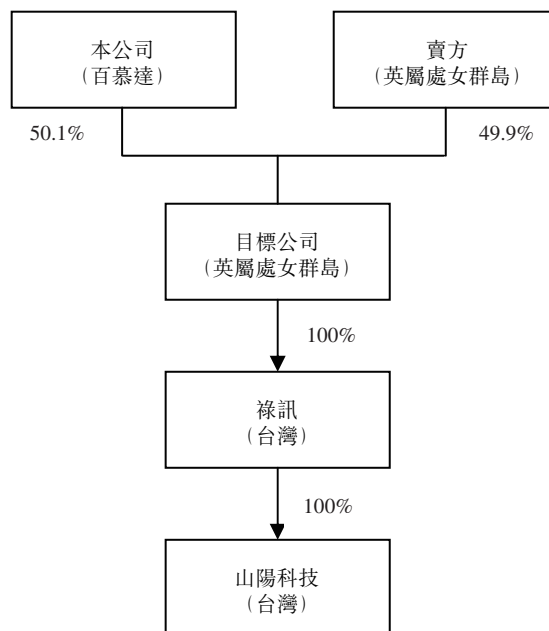 本公司
（百慕達）
賣方
（英屬處女群島）
50.1%
49.9%
目標公司
（英屬處女群島）
100%
祿訊
（台灣）
100%
山陽科技
（台灣）